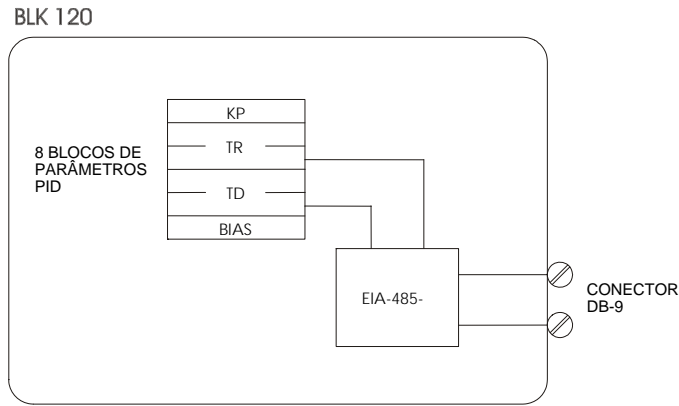 BLK 120
KP
8 BLOCOS DE
PARÂMETROS
PID
TR
TD
BIAS
EIA-485-
CONECTOR
DB-9